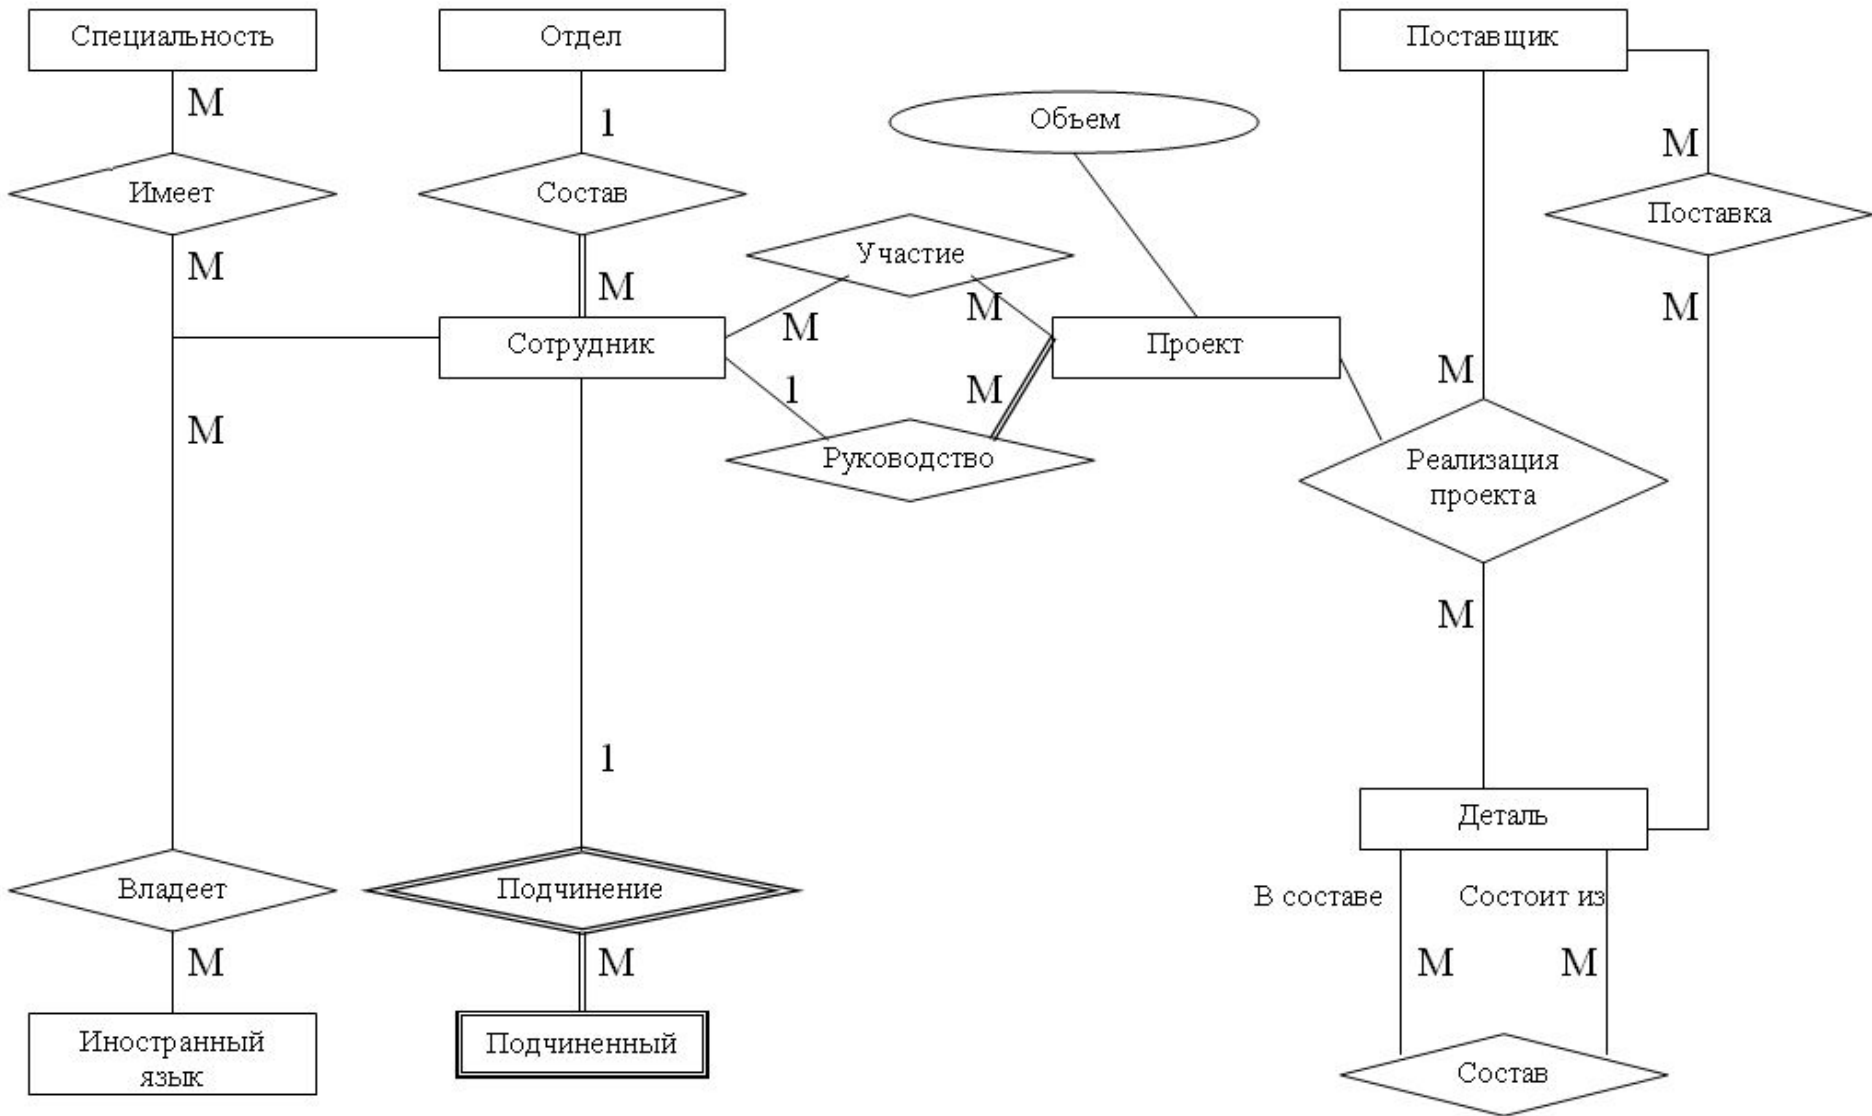 Специальность
Отдел
Поставщик
М
1
Объем
М
Имеет
Состав
Поставка
М
М
Участие
М
М
М
Сотрудник
Проект
М
1
М
М
Руководство
Реализация
проекта
М
1
Деталь
Владеет
Подчинение
В составе
Состоит из
М
М
М
М
Иностранный
язык
Подчиненный
Состав